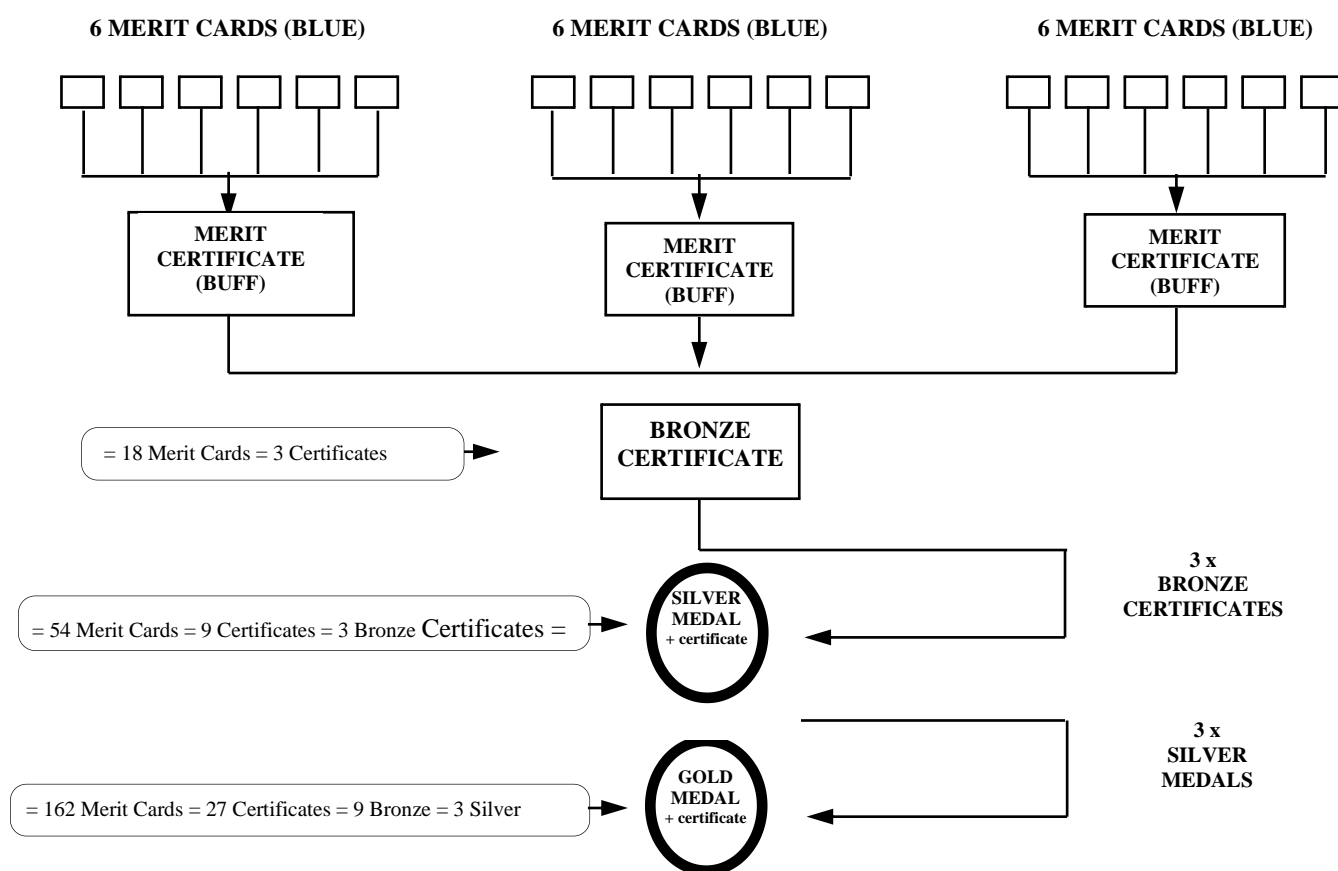 6 MERIT CARDS (BLUE)
6 MERIT CARDS (BLUE)
6 MERIT CARDS (BLUE)
MERIT
CERTIFICATE
(BUFF)
MERIT
CERTIFICATE
(BUFF)
MERIT
CERTIFICATE
(BUFF)
= 18 Merit Cards = 3 Certificates
BRONZE
CERTIFICATE
3 x
BRONZE
CERTIFICATES
= 54 Merit Cards = 9 Certificates = 3 Bronze Certificates =
SILVER
MEDAL
+ certificate
3 x
SILVER
MEDALS
= 162 Merit Cards = 27 Certificates = 9 Bronze = 3 Silver
GOLD
MEDAL
+ certificate